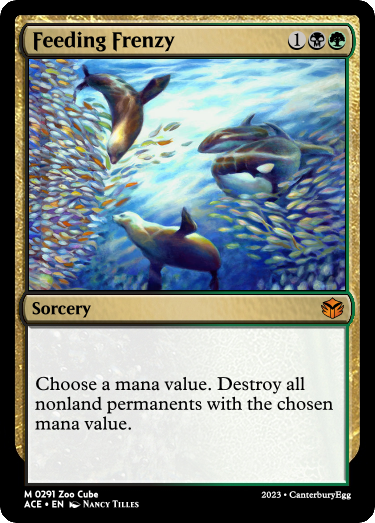 Feeding Frenzy 1
Sorcery
Choose a mana value. Destroy all
nonland permanents with the chosen
mana value.
M 0291 Zoo Cube
ACE • EN Nancy Tilles
2023 • CanterburyEgg